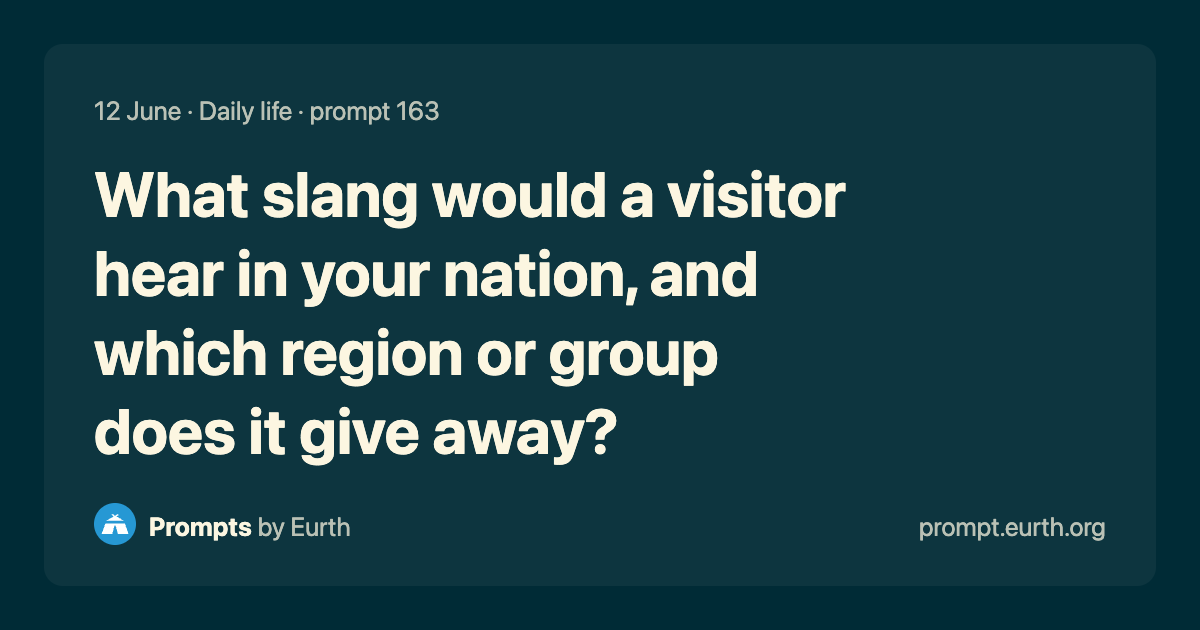 12 June · Daily life · prompt 163
What slang would a visitor
hear in your nation, and
which region or group
does it give away?
Prompts by Eurth
prompt.eurth.org